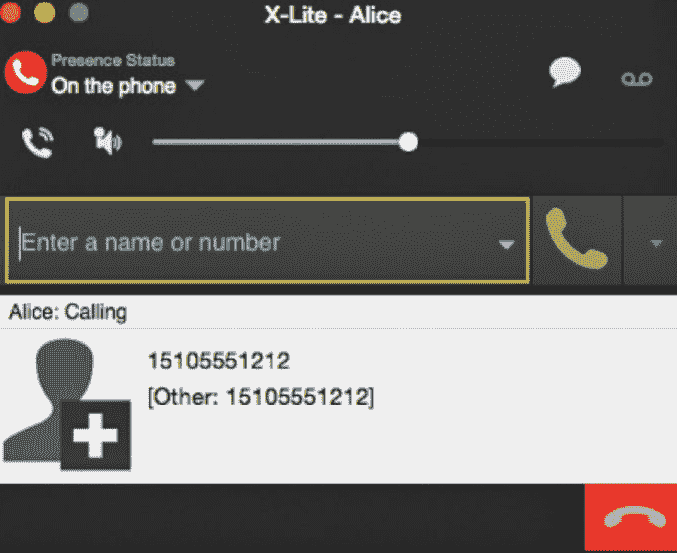 X-Lite - Alice
Presence Status
On the phone
Enter a name or number
Alice: Calling
15105551212
[Other: 15105551212]